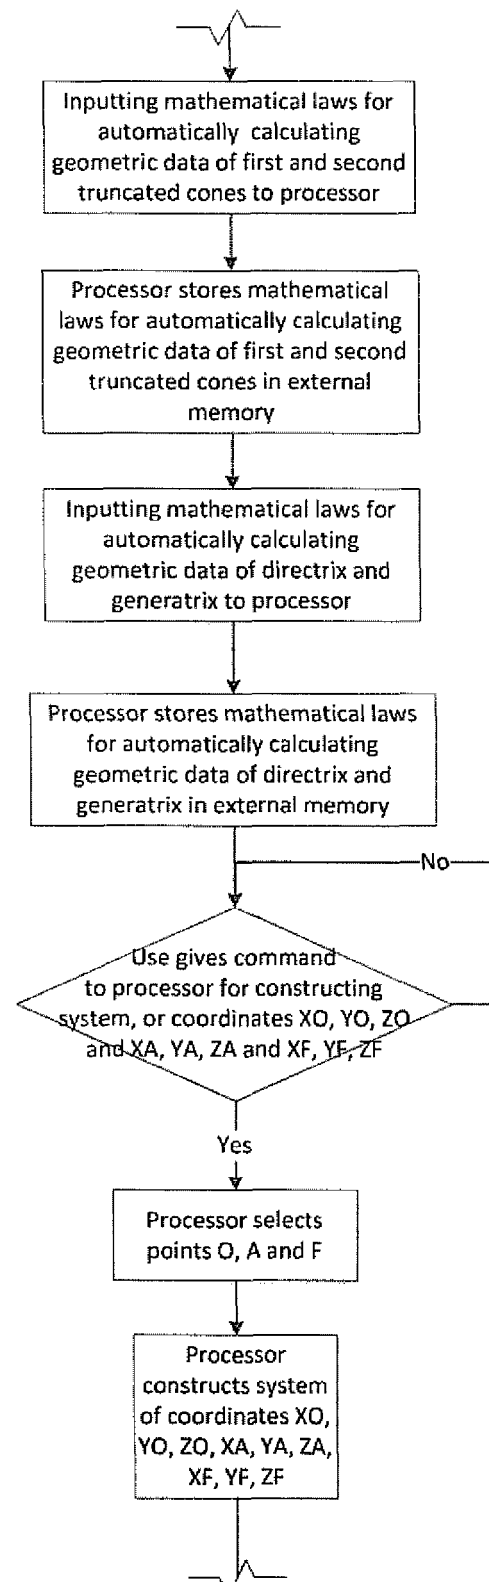 Inputting mathematical laws for
automatically calculating
geometric data of first and second
truncated cones to processor
Processor stores mathematical
laws for automatically calculating
geometric data of first and second
truncated cones in external
memory
Inputting mathematical laws for
automatically calculating
geometric data of directrix and
generatrix to processor
Processor stores mathematical laws
for automatically calculating
geometric data of directrix and
generatrix in external memory
No
Use gives command
to processor for constructing
system, or coordinates XO, YO, ZO
and XA, YA, ZA and XF, YF, ZF
Yes
Processor selects
points O, A and F
Processor
constructs system
of coordinates XO,
YO, ZO, XA, YA, ZA,
XF, YF, ZF